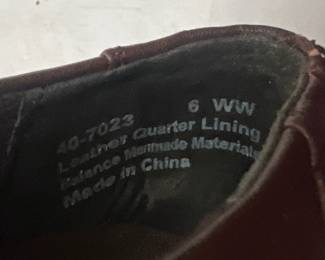 40-7023 6 WW
Leather Quarter Lining
Balance Manmade Materials
Made in China